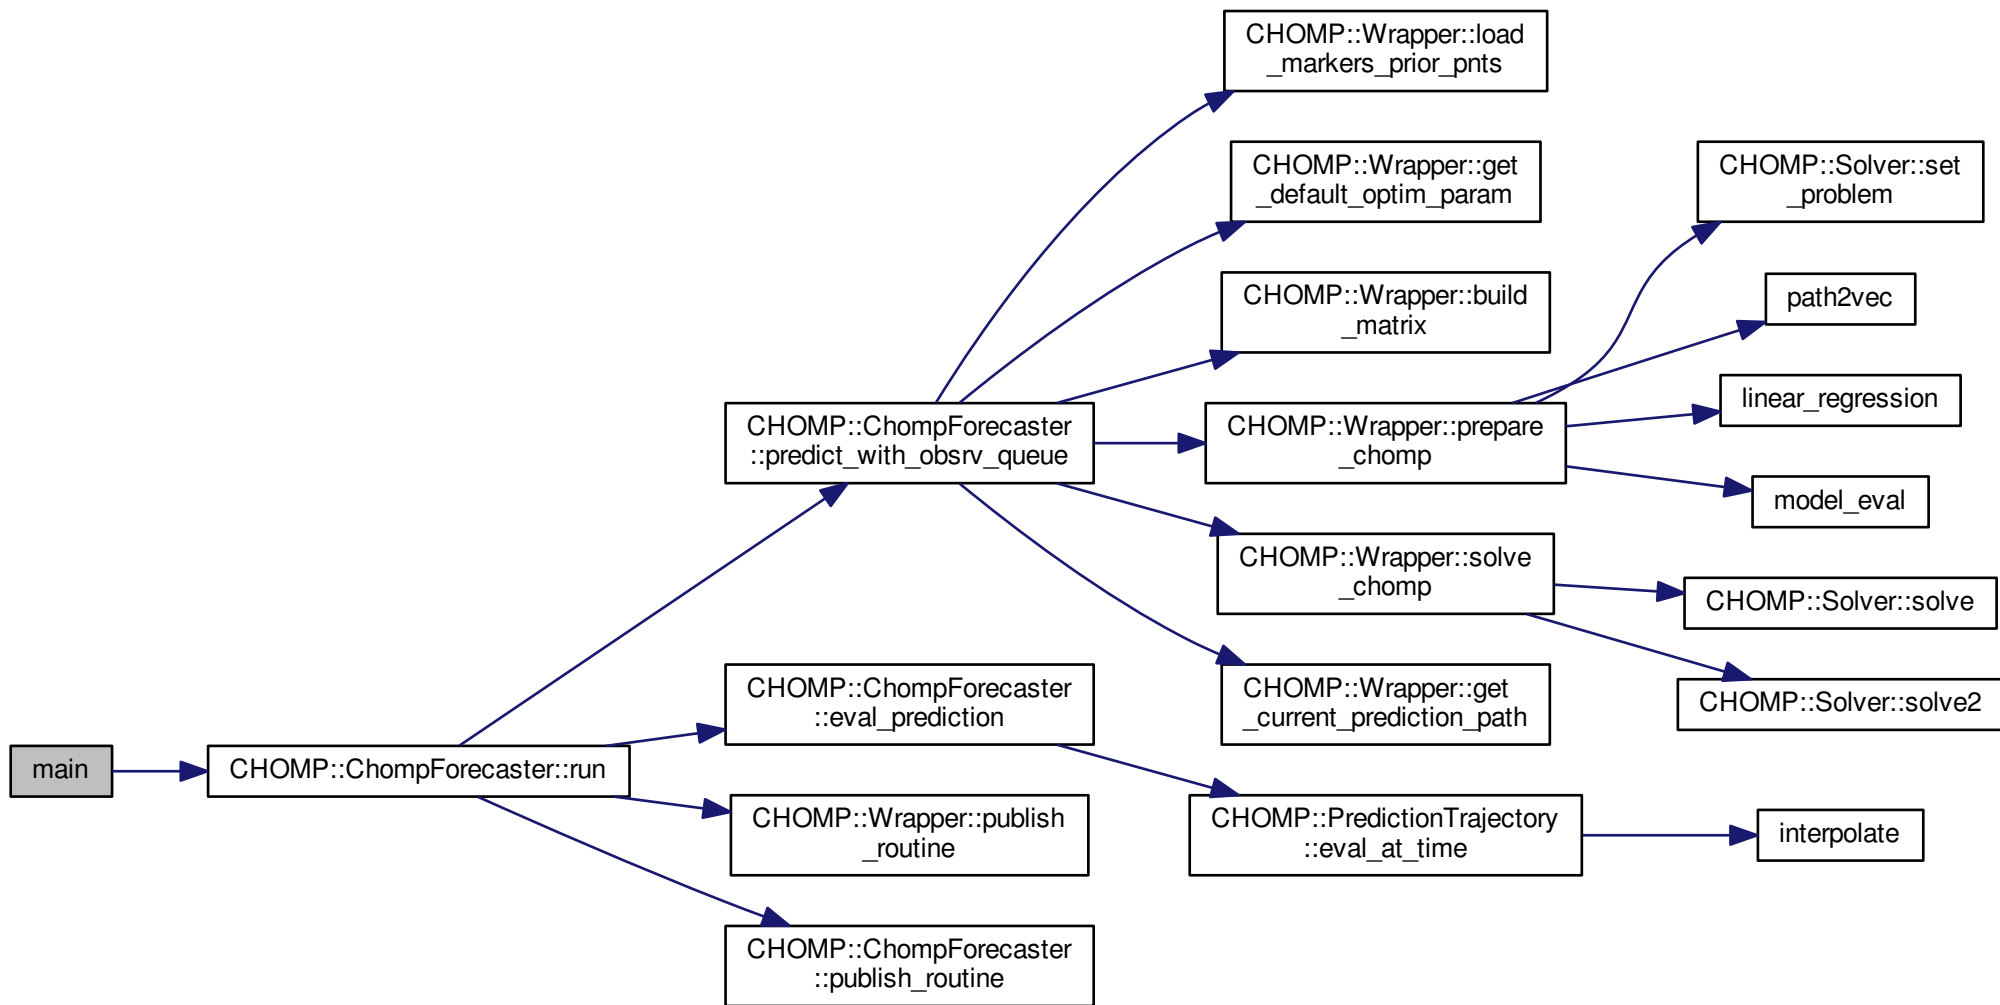 main
CHOMP::ChompForecaster::run
CHOMP::ChompForecaster
::predict_with_obsrv_queue
CHOMP::ChompForecaster
::eval_prediction
CHOMP::Wrapper::publish
_routine
CHOMP::ChompForecaster
::publish_routine
CHOMP::Wrapper::load
_markers_prior_pnts
CHOMP::Wrapper::get
_default_optim_param
CHOMP::Wrapper::build
_matrix
CHOMP::Wrapper::prepare
_chomp
CHOMP::Wrapper::solve
_chomp
CHOMP::Wrapper::get
_current_prediction_path
CHOMP::PredictionTrajectory
::eval_at_time
CHOMP::Solver::set
_problem
path2vec
linear_regression
model_eval
CHOMP::Solver::solve
CHOMP::Solver::solve2
interpolate